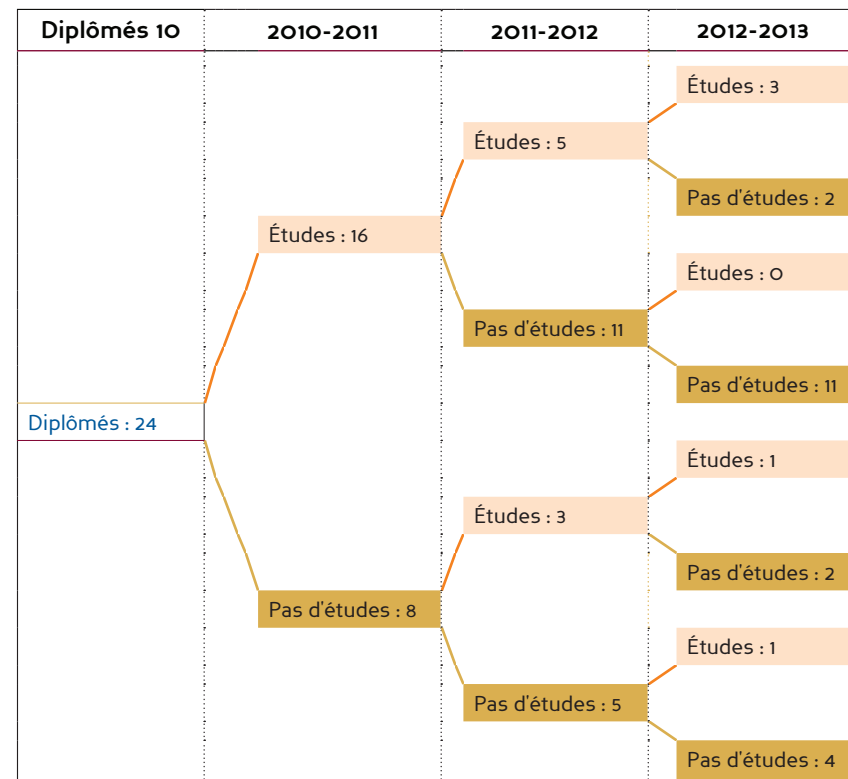 Diplômés 10 2010-2011 2011-2012 2012-2013
Études : 3
Études : 5
Pas d'études : 2
Études : 16
Études : 0
Pas d'études : 11
Pas d'études : 11
Diplômés : 24
Études : 1
Études : 3
Pas d'études : 2
Pas d'études : 8
Études : 1
Pas d'études : 5
Pas d'études : 4